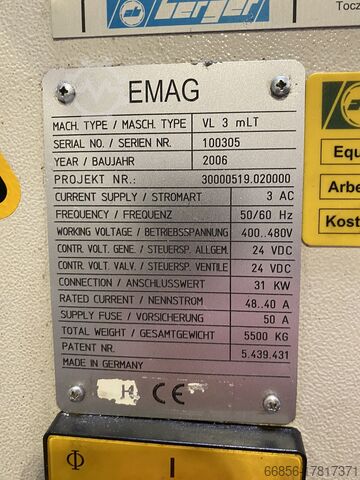 berger
Tocz
EMAG
MACH. TYPE / MASCH. TYPE VL 3 mLT
SERIAL NO. / SERIEN NR. 100305
YEAR / BAUJAHR 2006
PROJEKT NR.: 30000519.020000
CURRENT SUPPLY / STROMART 3 AC
FREQUENCY / FREQUENZ 50/60 Hz
WORKING VOLTAGE / BETRIEBSSPANNUNG 400..480V
CONTR. VOLT. GENE. / STEUERSP. ALLGEM. 24 VDC
CONTR. VOLT. VALV. / STEUERSP. VENTILE 24 VDC
CONNECTION / ANSCHLUSSWERT 31 KW
RATED CURRENT / NENNSTROM 48..40 A
SUPPLY FUSE / VORSICHERUNG 50 A
TOTAL WEIGHT / GESAMTGEWICHT 5500 KG
PATENT NR. 5.439.431
MADE IN GERMANY
CE
Equ
Arbe
Kost
Φ I
66856-17817371